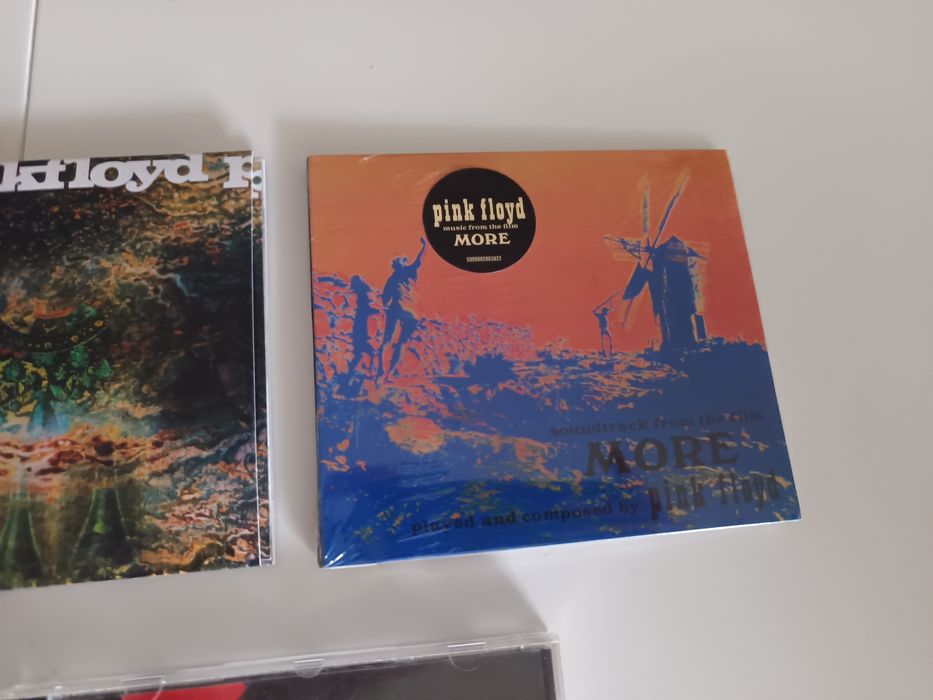 kfloyd p
pink floyd
music from the film
MORE
5099902893822
soundtrack from the film
MORE
played and composed by pink floyd